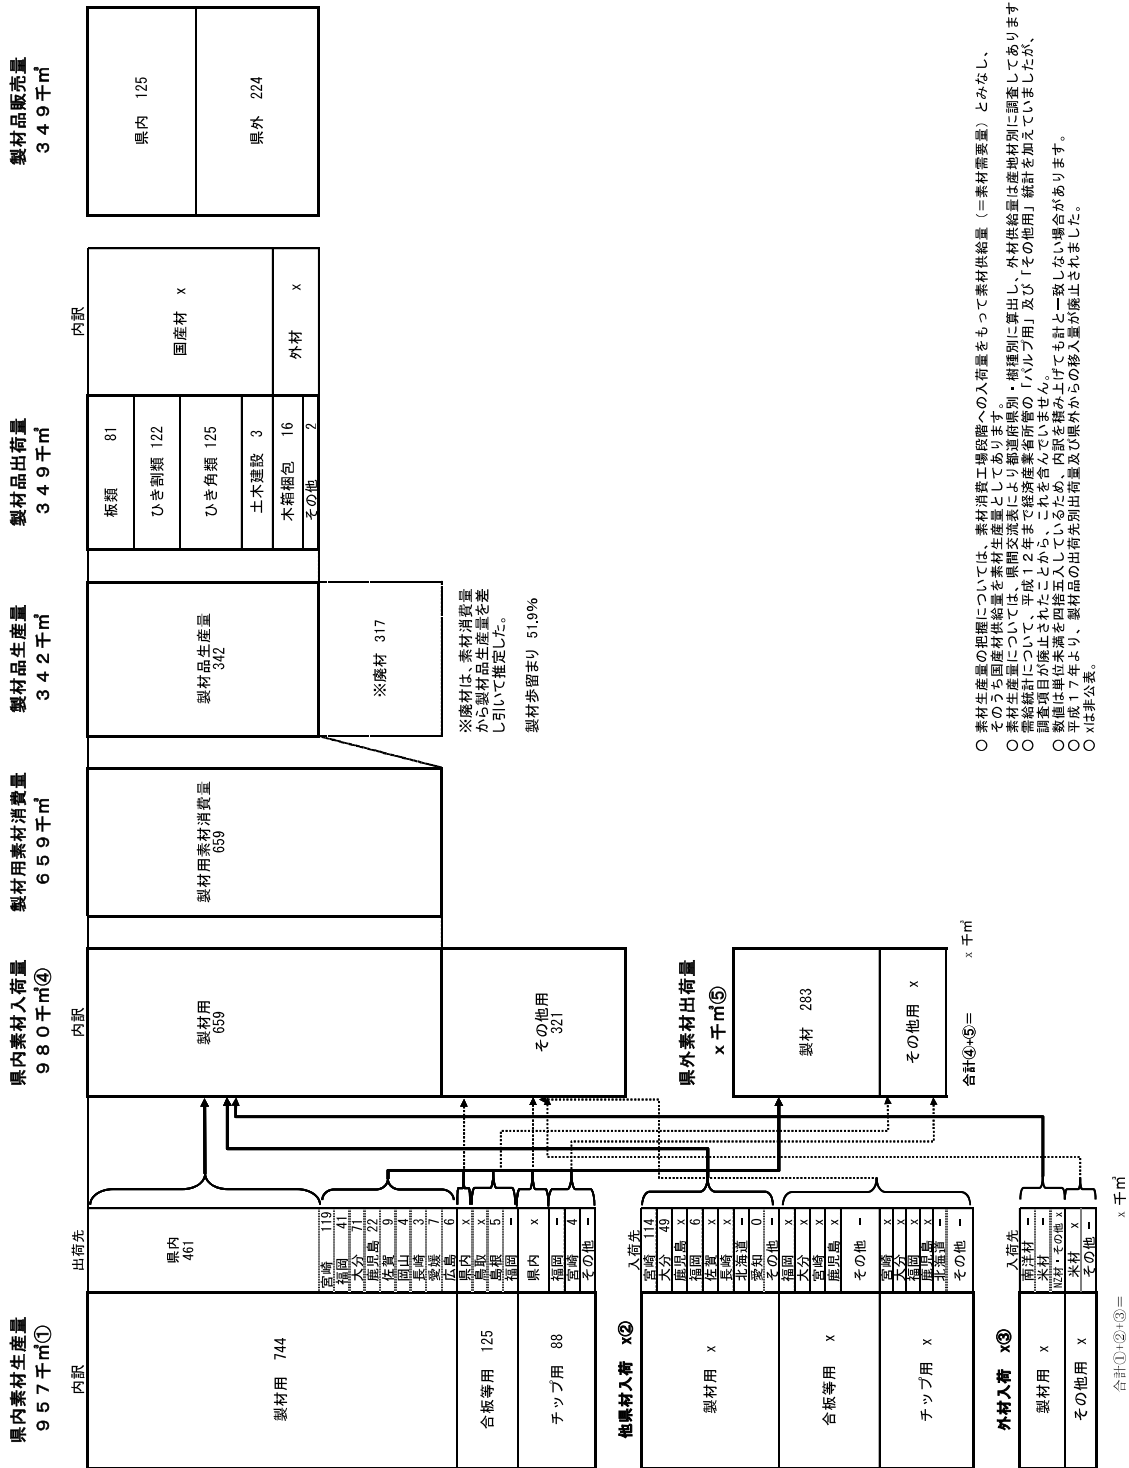 県内素材生産量
９５７千㎥①
内訳
出荷先
製材用 744
県内
461
宮崎 119
福岡 41
大分 71
鹿児島 22
佐賀 9
岡山 4
長崎 3
愛媛 7
広島 6
合板等用 125
県内 x
鳥取 x
島根 5
福岡 -
チップ用 88
県内 x
福岡 -
宮崎 4
その他 -
他県材入荷 x②
入荷先
製材用 x
宮崎 114
大分 49
鹿児島 x
福岡 6
佐賀 x
長崎 x
北海道 -
愛知 0
その他 -
合板等用 x
福岡 x
大分 x
宮崎 x
鹿児島 x
その他 -
チップ用 x
宮崎 x
大分 x
福岡 x
鹿児島 x
北海道 -
その他 -
外材入荷 x③
入荷先
製材用 x
南洋材 -
米材 -
NZ材・その他 x
その他用 x
米材 x
その他 -
合計①+②+③= x 千㎥
県内素材入荷量
９８０千㎥④
内訳
製材用
659
その他用
321
県外素材出荷量
x 千㎥⑤
製材 283
その他用 x
合計④+⑤= x 千㎥
製材用素材消費量
６５９千㎥
製材用素材消費量
659
製材品生産量
３４２千㎥
製材品生産量
342
※廃材 317
※廃材は、素材消費量
から製材品生産量を差
し引いて推定した。
製材歩留まり 51.9%
製材品出荷量
３４９千㎥
内訳
板類 81
ひき割類 122
ひき角類 125
土木建設 3
木箱梱包 16
その他 2
国産材 x
外材 x
製材品販売量
３４９千㎥
県内 125
県外 224
○ 素材生産量の把握については、素材消費工場段階への入荷量をもって素材供給量（＝素材需要量）とみなし、
そのうち国産材供給量を素材生産量としてあります。
○ 素材生産量については、県間交流表により都道府県別・樹種別に算出し、外材供給量は産地材別に調査してあります
○ 需給統計について、平成１２年まで経済産業省所管の「パルプ用」及び「その他用」統計を加えていましたが、
調査項目が廃止されたことから、これを含んでいません。
○ 数値は単位未満を四捨五入しているため、内訳を積み上げても計と一致しない場合があります。
○ 平成１７年より、製材品の出荷先別出荷量及び県外からの移入量が廃止されました。
○ xは非公表。